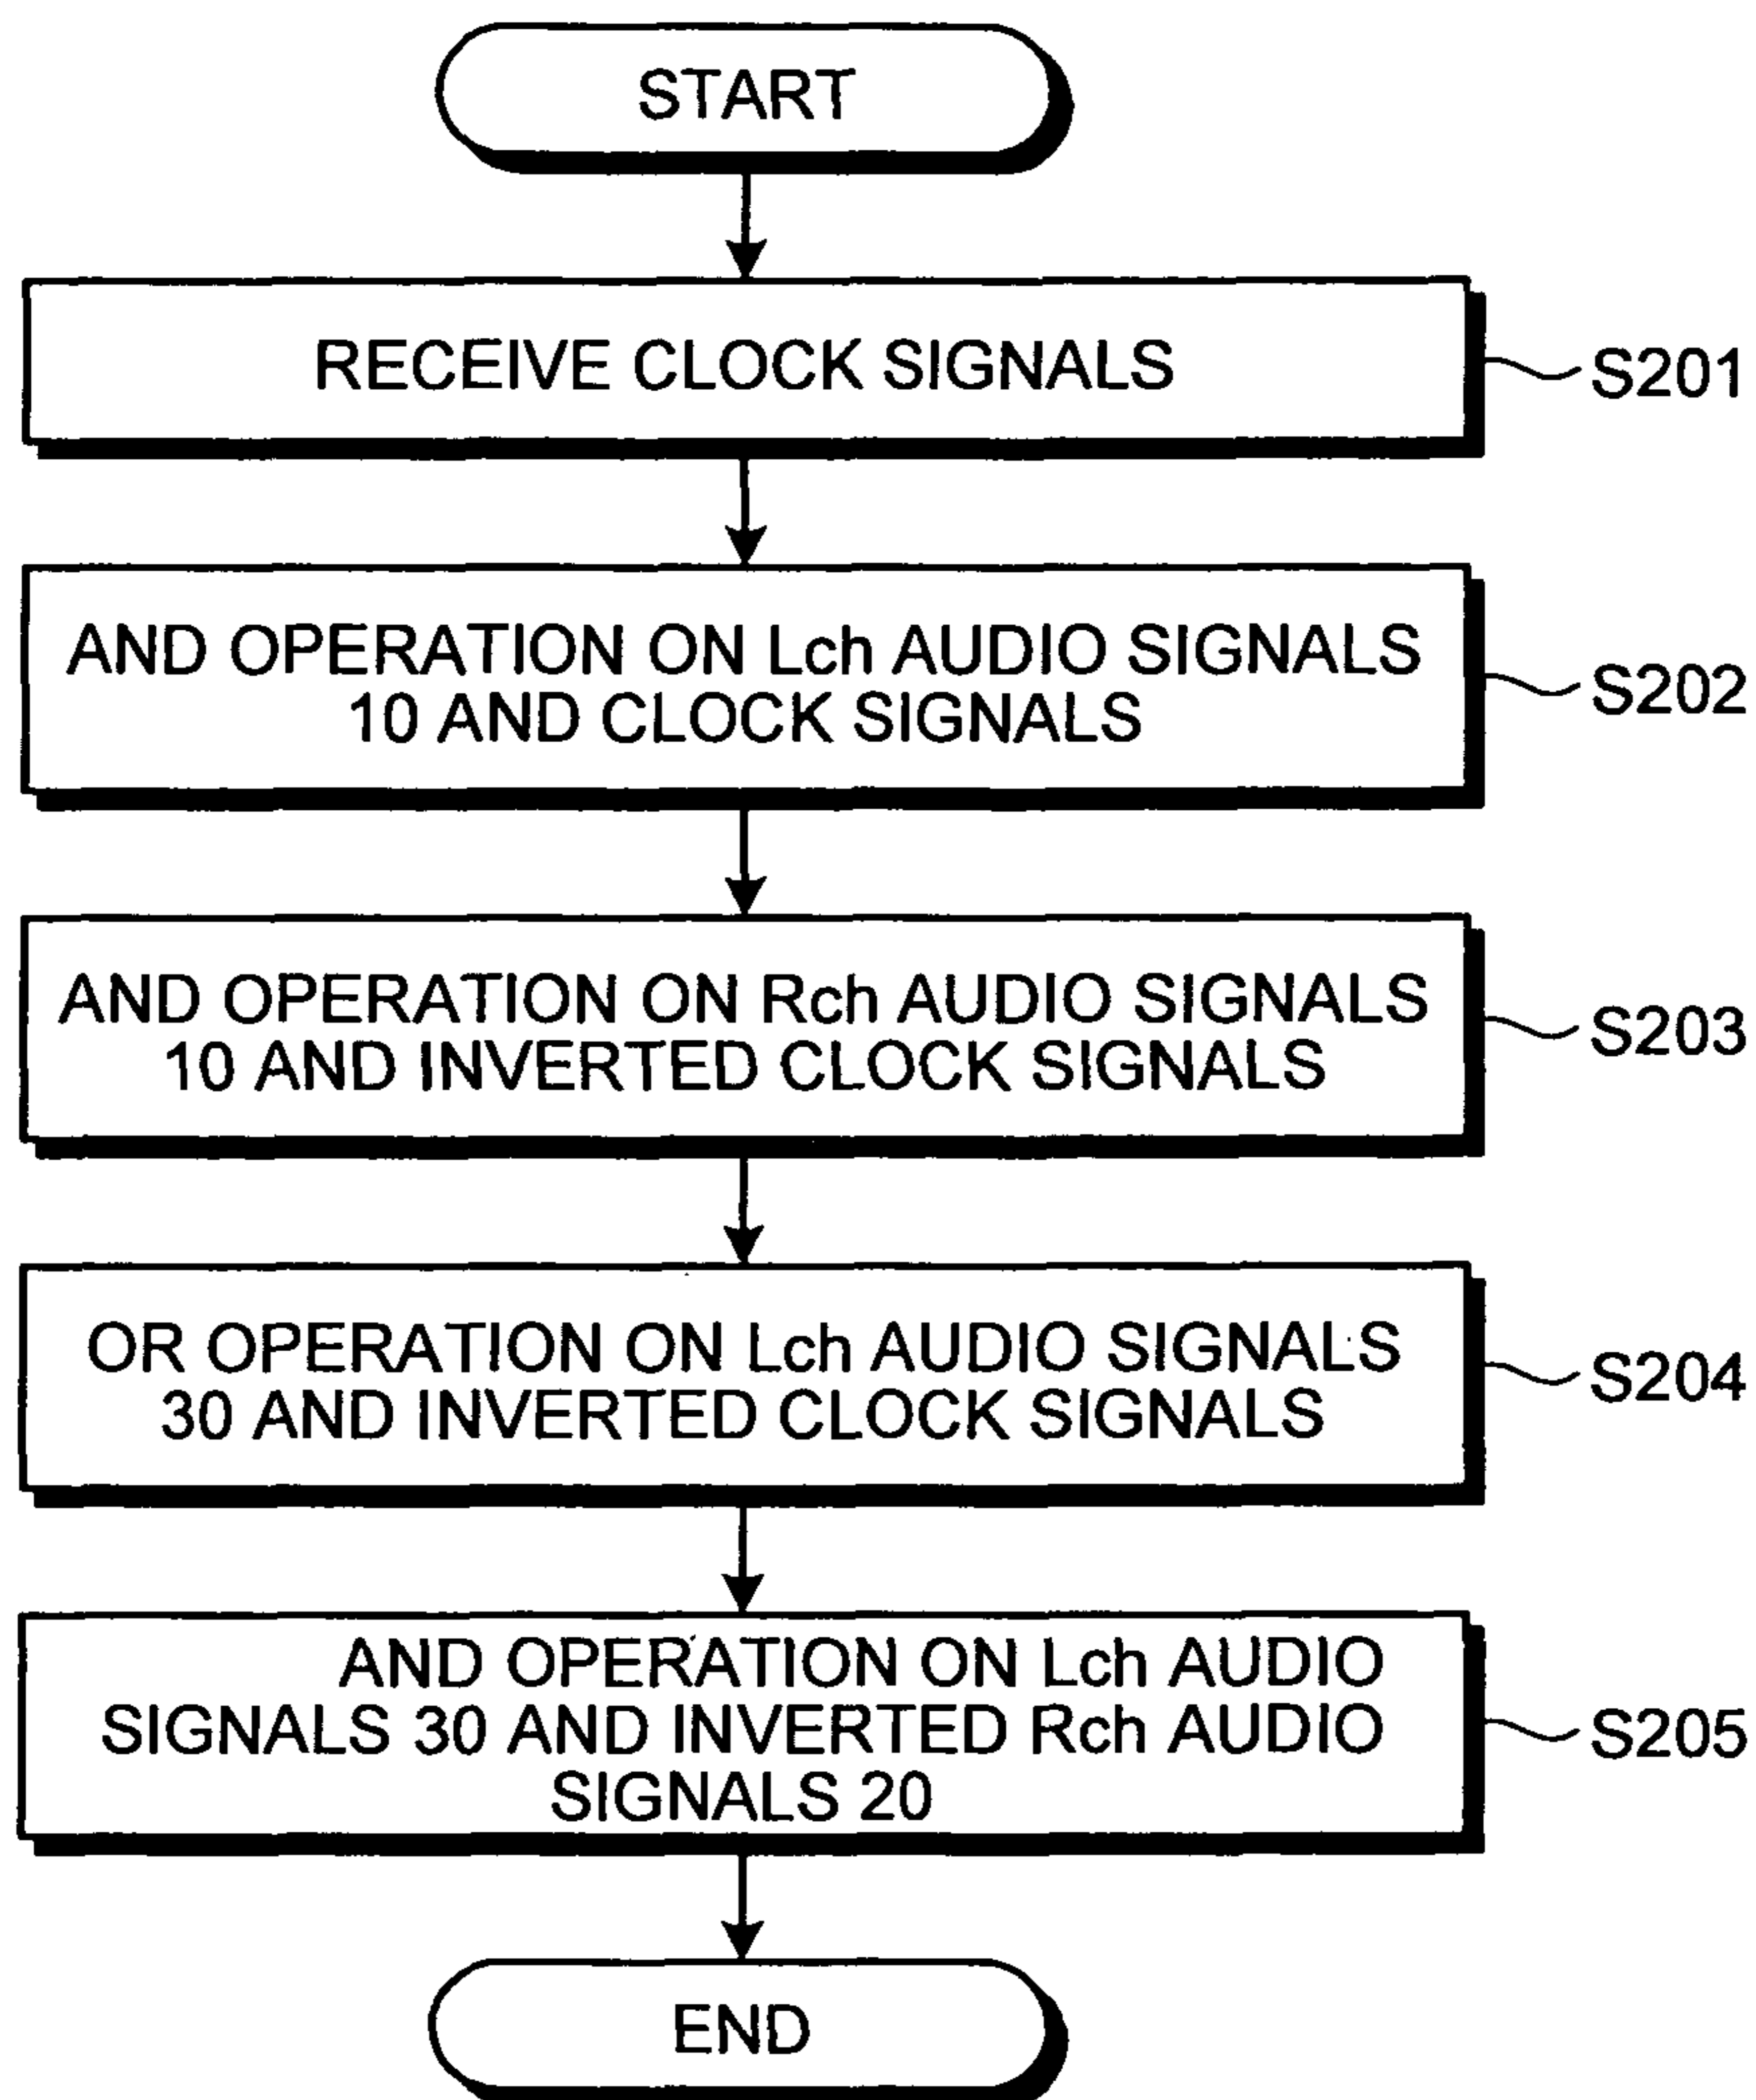 START
RECEIVE CLOCK SIGNALS
S201
AND OPERATION ON Lch AUDIO SIGNALS
10 AND CLOCK SIGNALS
S202
AND OPERATION ON Rch AUDIO SIGNALS
10 AND INVERTED CLOCK SIGNALS
S203
OR OPERATION ON Lch AUDIO SIGNALS
30 AND INVERTED CLOCK SIGNALS
S204
AND OPERATION ON Lch AUDIO
SIGNALS 30 AND INVERTED Rch AUDIO
SIGNALS 20
S205
END